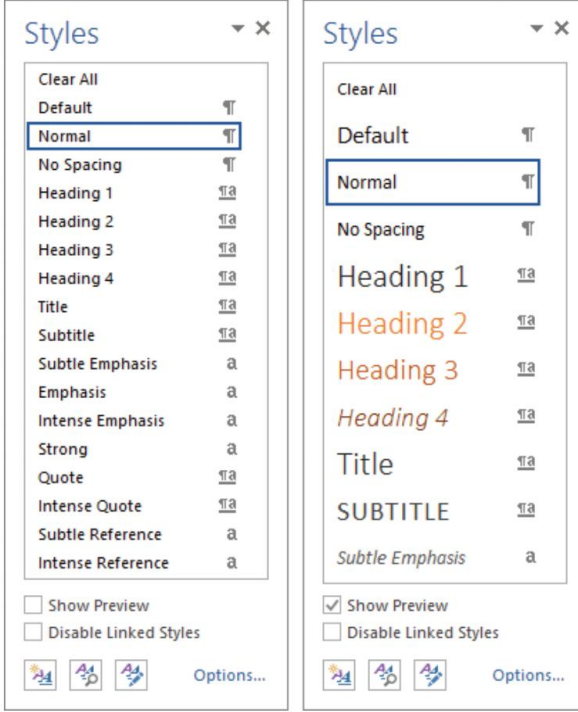 Styles
Clear All
Default ¶
Normal ¶
No Spacing ¶
Heading 1 ¶a
Heading 2 ¶a
Heading 3 ¶a
Heading 4 ¶a
Title ¶a
Subtitle ¶a
Subtle Emphasis a
Emphasis a
Intense Emphasis a
Strong a
Quote ¶a
Intense Quote ¶a
Subtle Reference a
Intense Reference a
Show Preview
Disable Linked Styles
Options...
Styles
Clear All
Default ¶
Normal ¶
No Spacing ¶
Heading 1 ¶a
Heading 2 ¶a
Heading 3 ¶a
Heading 4 ¶a
Title ¶a
SUBTITLE ¶a
Subtle Emphasis a
Show Preview
Disable Linked Styles
Options...